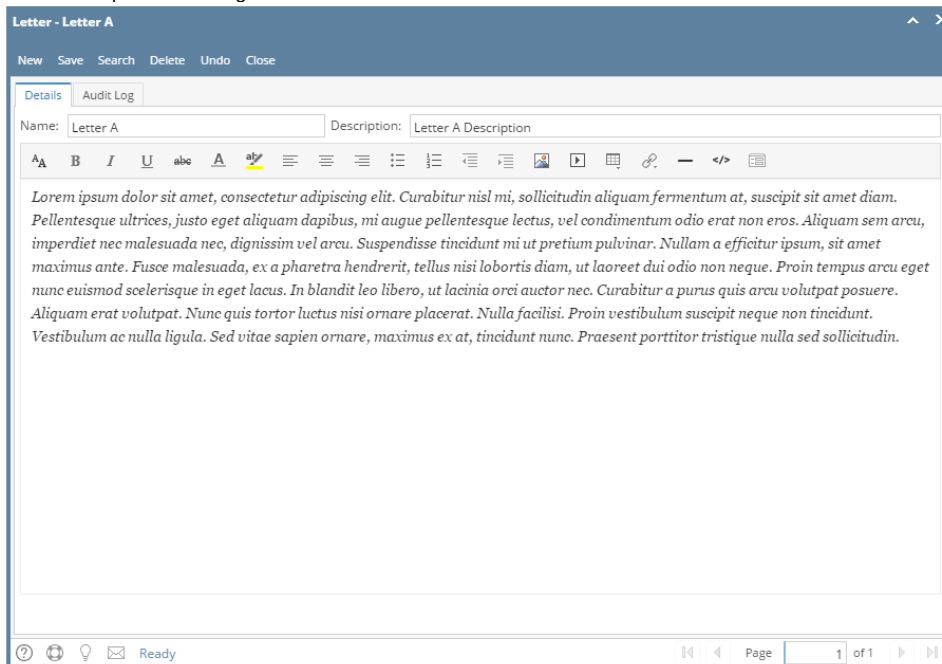 Letter - Letter A
New Save Search Delete Undo Close
Details Audit Log
Name: Letter A Description: Letter A Description
Lorem ipsum dolor sit amet, consectetur adipiscing elit. Curabitur nisl mi, sollicitudin aliquam fermentum at, suscipit sit amet diam.
Pellentesque ultrices, justo eget aliquam dapibus, mi augue pellentesque lectus, vel condimentum odio erat non eros. Aliquam sem arcu,
imperdiet nec malesuada nec, dignissim vel arcu. Suspendisse tincidunt mi ut pretium pulvinar. Nullam a efficitur ipsum, sit amet
maximus ante. Fusce malesuada, ex a pharetra hendrerit, tellus nisi lobortis diam, ut laoreet dui odio non neque. Proin tempus arcu eget
nunc euismod scelerisque in eget lacus. In blandit leo libero, ut lacinia orci auctor nec. Curabitur a purus quis arcu volutpat posuere.
Aliquam erat volutpat. Nunc quis tortor luctus nisi ornare placerat. Nulla facilisi. Proin vestibulum suscipit neque non tincidunt.
Vestibulum ac nulla ligula. Sed vitae sapien ornare, maximus ex at, tincidunt nunc. Praesent porttitor tristique nulla sed sollicitudin.
Ready Page 1 of 1